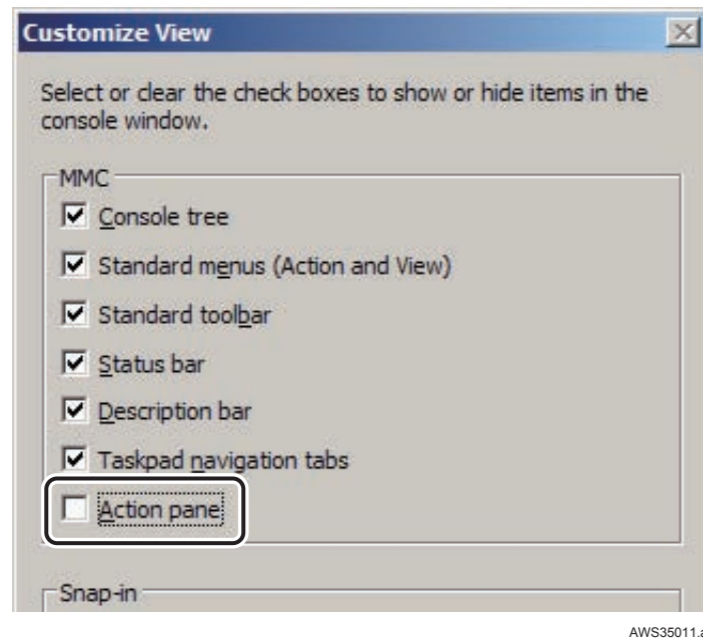 Customize View
Select or clear the check boxes to show or hide items in the
console window.
MMC
Console tree
Standard menus (Action and View)
Standard toolbar
Status bar
Description bar
Taskpad navigation tabs
Action pane
Snap-in